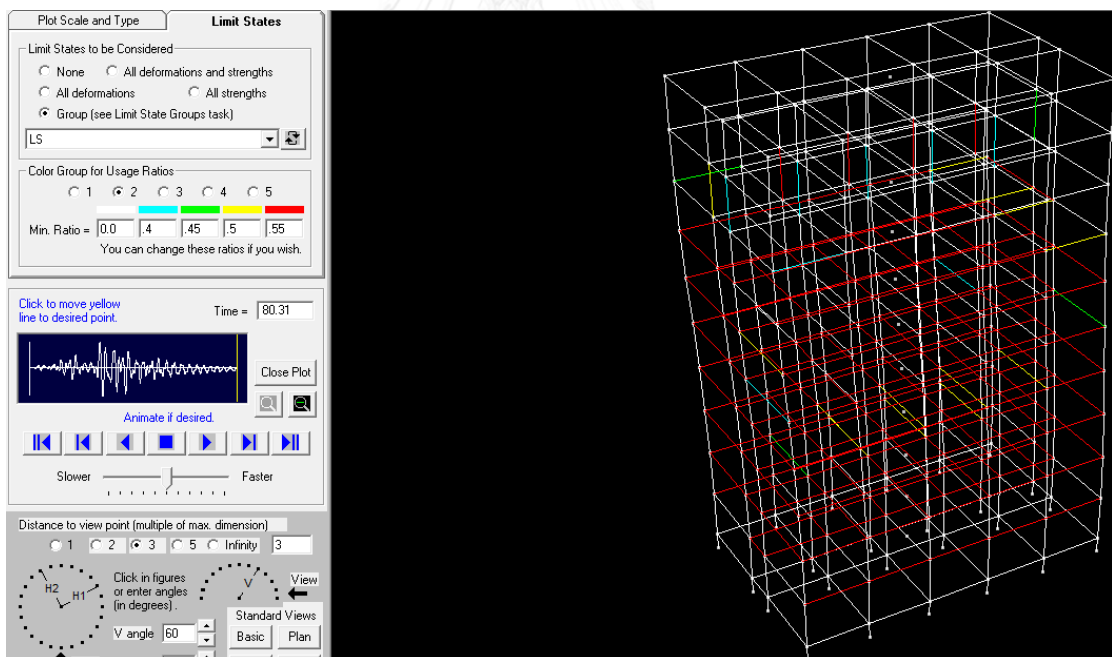 Plot Scale and Type
Limit States
Limit States to be Considered
None
All deformations and strengths
All deformations
All strengths
Group (see Limit State Groups task)
LS
Color Group for Usage Ratios
1 2 3 4 5
Min. Ratio = 0.0 .4 .45 .5 .55
You can change these ratios if you wish.
Click to move yellow
line to desired point.
Time = 80.31
Close Plot
Animate if desired.
Slower
Faster
Distance to view point (multiple of max. dimension)
1 2 3 5 Infinity 3
H2
H1
Click in figures
or enter angles
(in degrees).
V
View
Standard Views
V angle 60
Basic
Plan